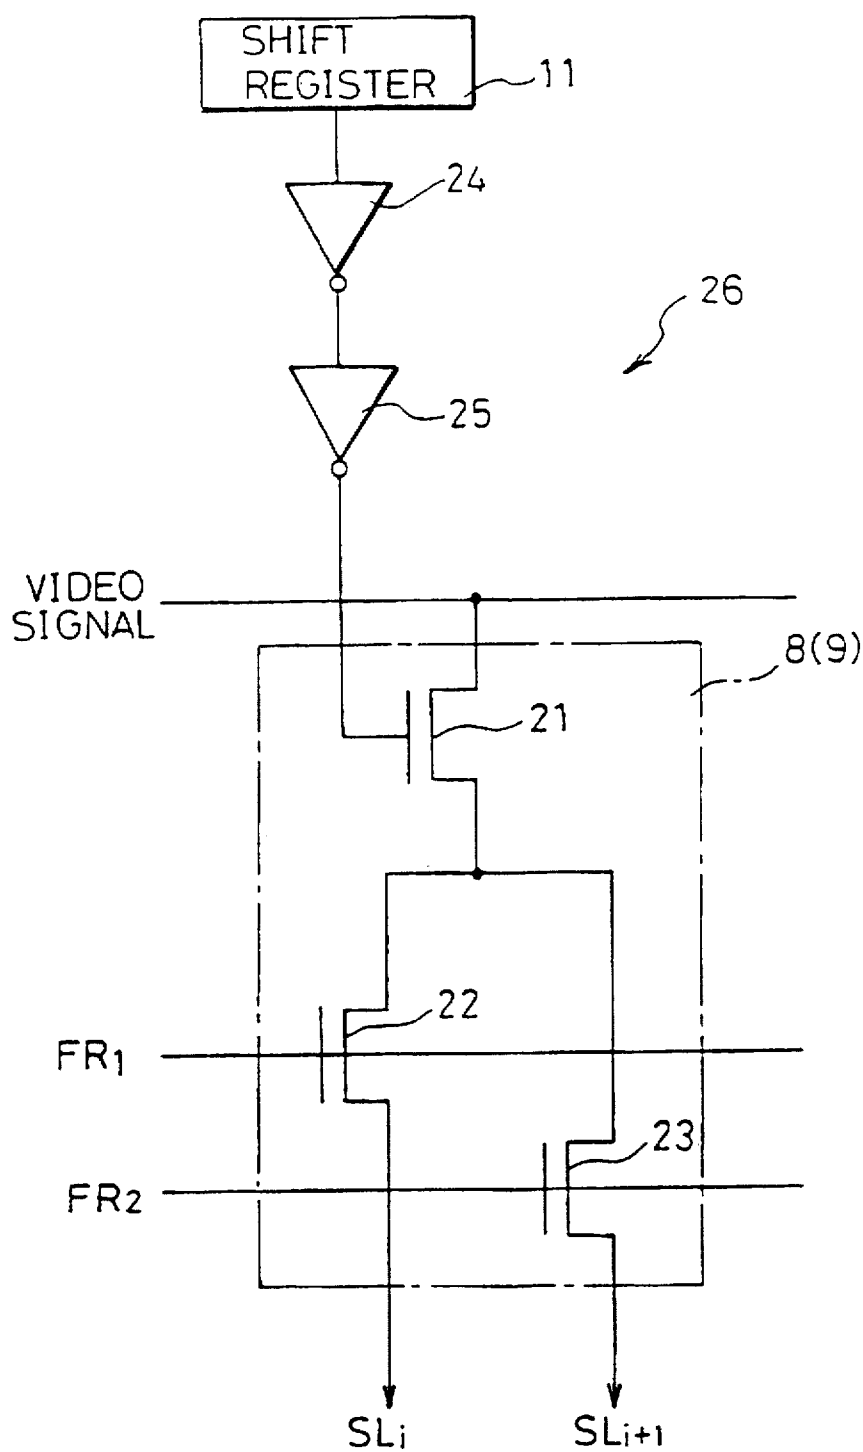 SHIFT
REGISTER
11
24
26
25
VIDEO
SIGNAL
8(9)
21
22
FR1
23
FR2
SLi
SLi+1